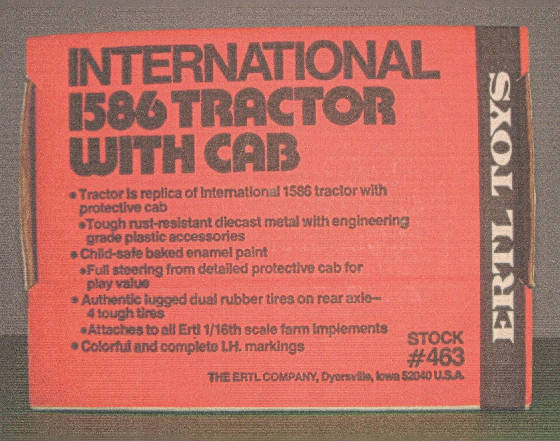 INTERNATIONAL
1586 TRACTOR
WITH CAB
• Tractor is replica of International 1586 tractor with
protective cab
• Tough rust-resistant diecast metal with engineering
grade plastic accessories
• Child-safe baked enamel paint
• Full steering from detailed protective cab for
play value
• Authentic lugged dual rubber tires on rear axle—
4 tough tires
• Attaches to all Ertl 1/16th scale farm implements
• Colorful and complete I.H. markings
STOCK
#463
THE ERTL COMPANY, Dyersville, Iowa 52040 U.S.A.
ERTL TOYS